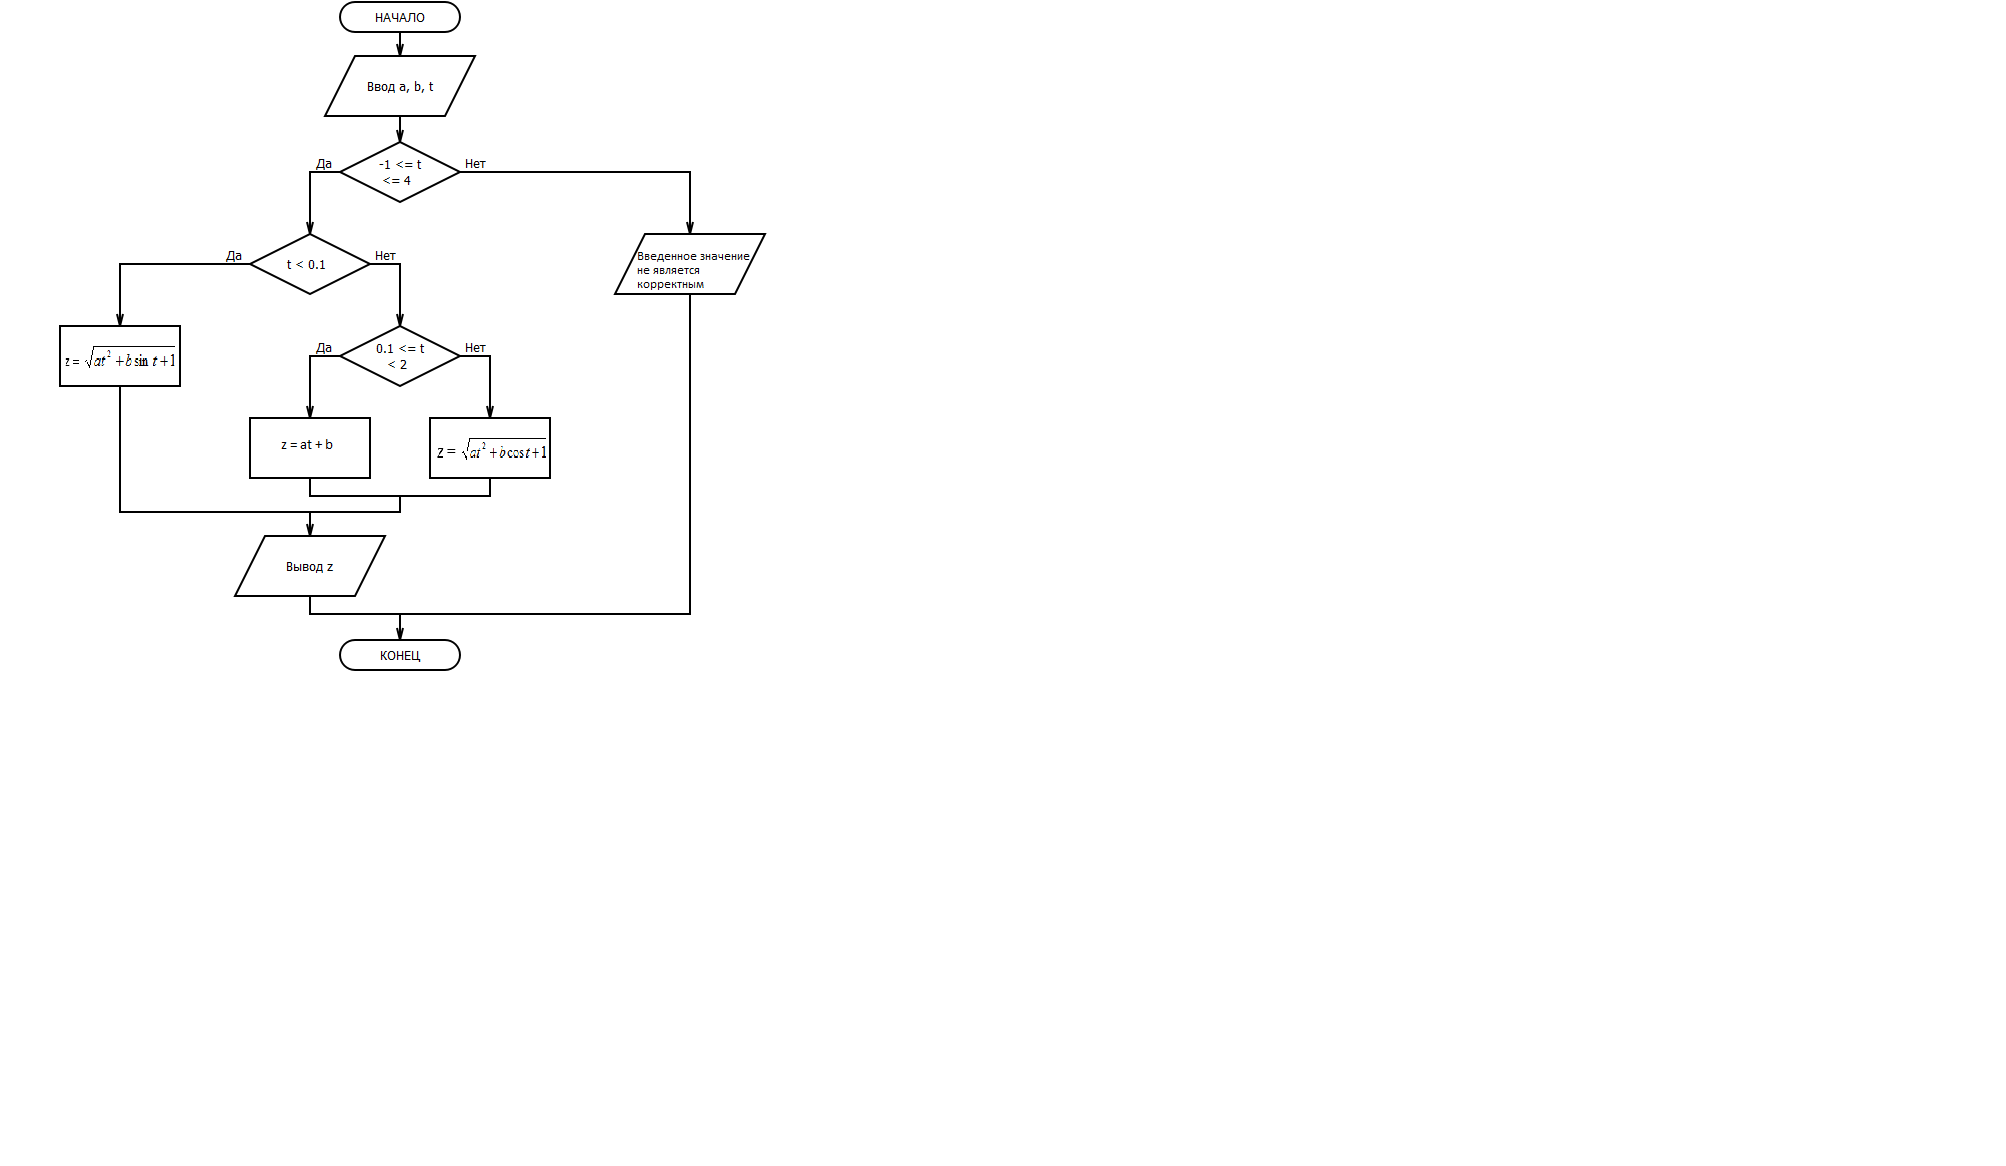 НАЧАЛО
Ввод a, b, t
Да
-1 <= t
<= 4
Нет
Да
t < 0.1
Нет
Введенное значение
не является
корректным
z = √at² + b sin t + 1
Да
0.1 <= t
< 2
Нет
z = at + b
z = √at² + b cos t + 1
Вывод z
КОНЕЦ